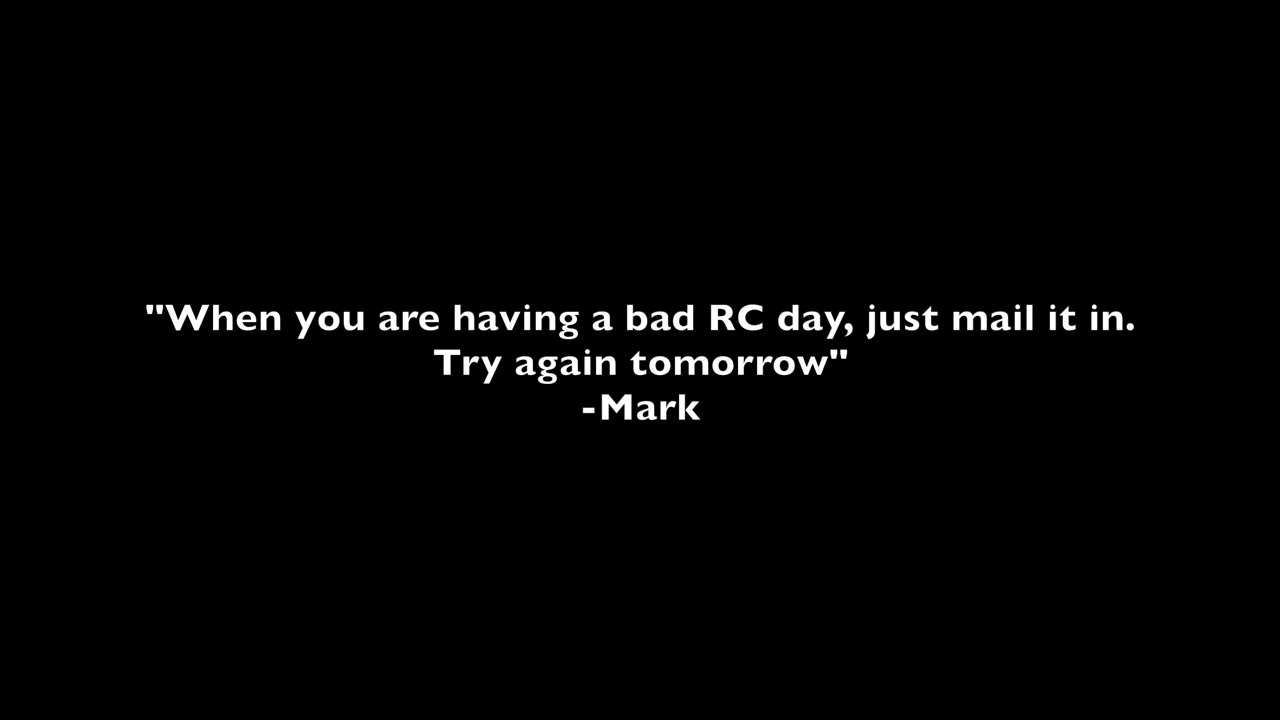 "When you are having a bad RC day, just mail it in.
Try again tomorrow"
-Mark